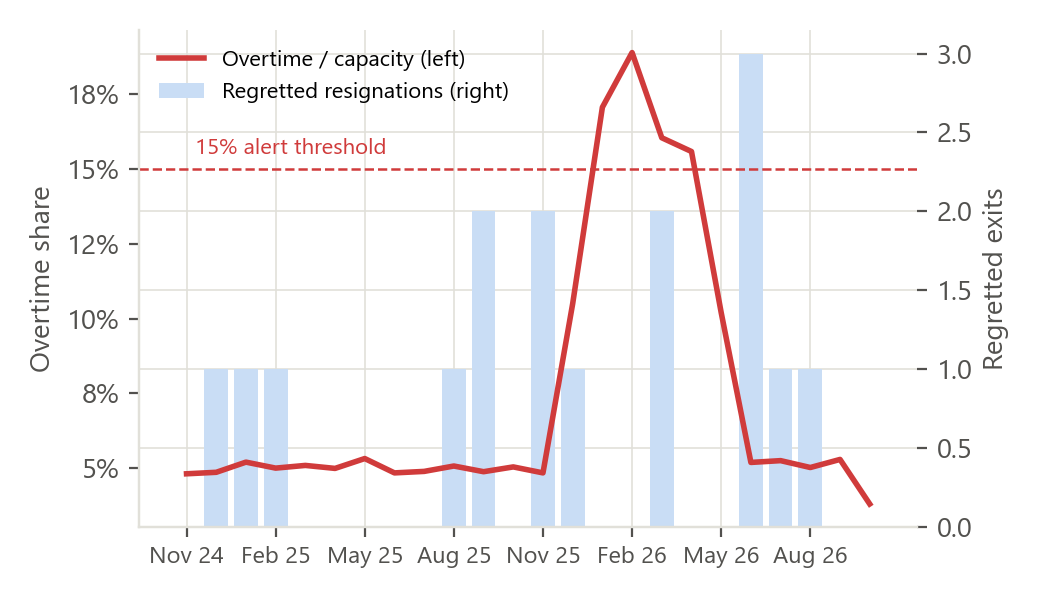 Overtime / capacity (left)
Regretted resignations (right)
15% alert threshold
Overtime share
18%
15%
12%
10%
8%
5%
3.0
2.5
2.0
1.5
1.0
0.5
0.0
Regretted exits
Nov 24 Feb 25 May 25 Aug 25 Nov 25 Feb 26 May 26 Aug 26